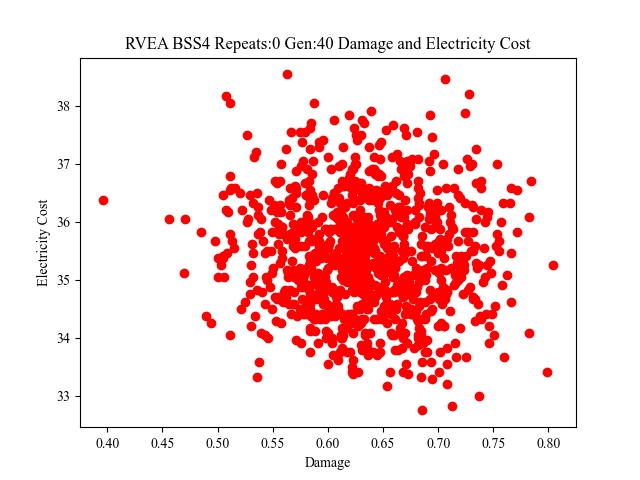 RVEA BSS4 Repeats:0 Gen:40 Damage and Electricity Cost
Electricity Cost
38
37
36
35
34
33
0.40 0.45 0.50 0.55 0.60 0.65 0.70 0.75 0.80
Damage